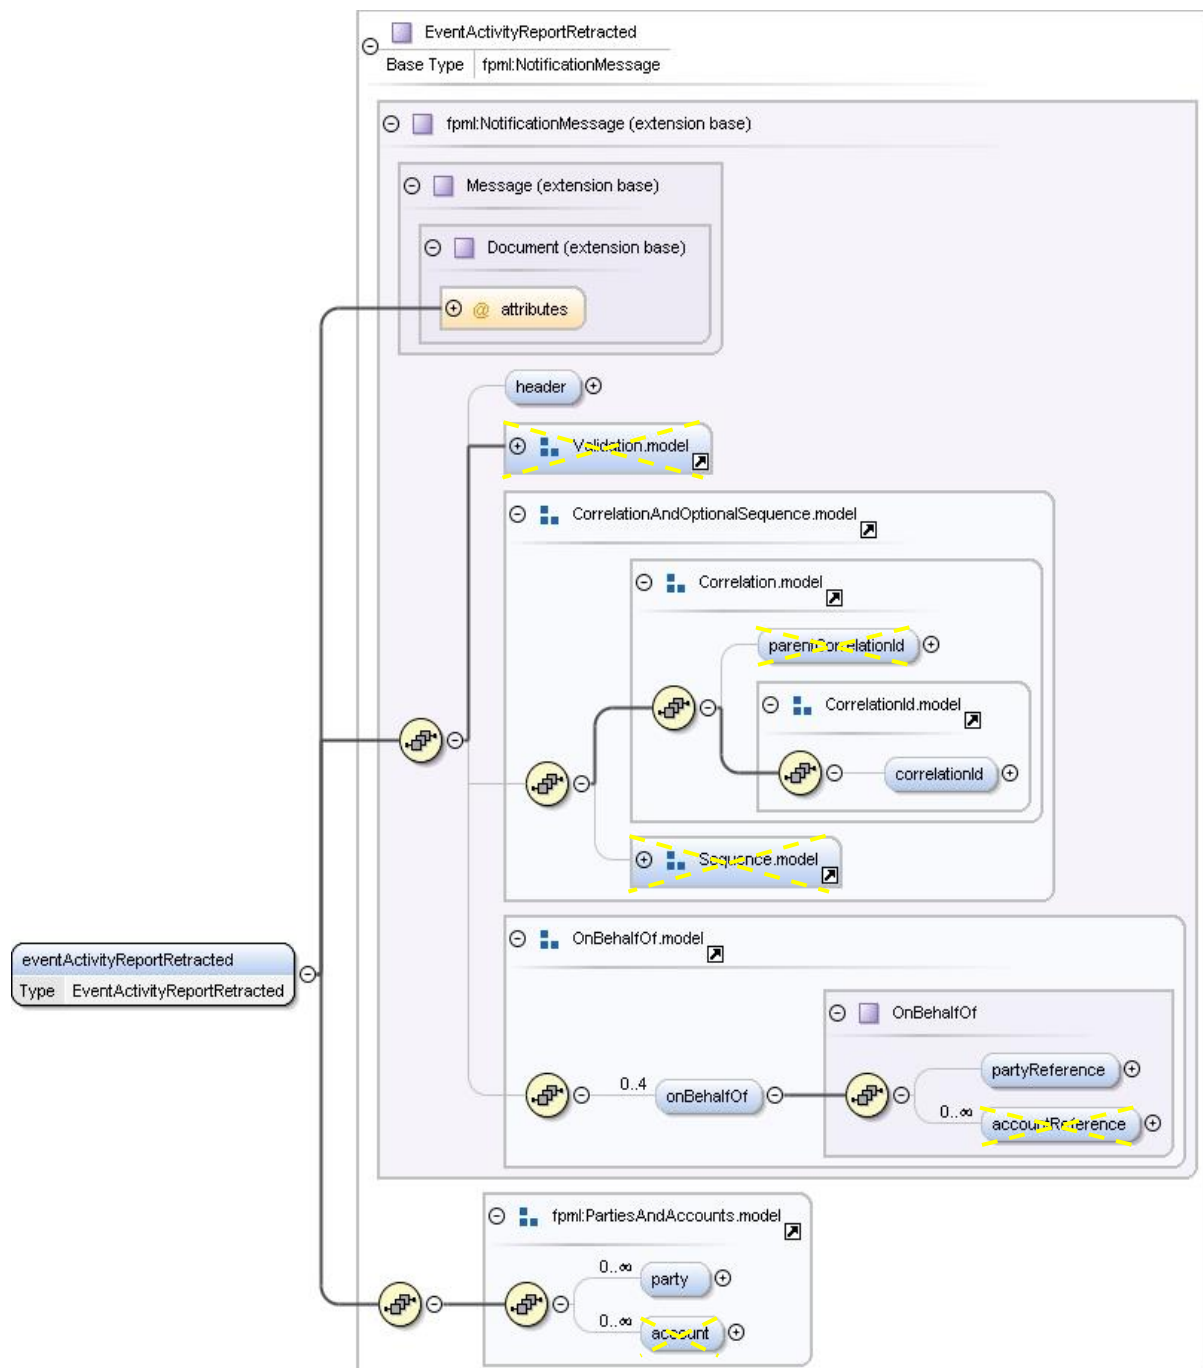 EventActivityReportRetracted
Base Type fpml:NotificationMessage
fpml:NotificationMessage (extension base)
Message (extension base)
Document (extension base)
@ attributes
header
Validation.model
CorrelationAndOptionalSequence.model
Correlation.model
parentCorrelationId
CorrelationId.model
correlationId
Sequence.model
OnBehalfOf.model
eventActivityReportRetracted
Type EventActivityReportRetracted
OnBehalfOf
partyReference
0..4 onBehalfOf
0..∞ accountReference
fpml:PartiesAndAccounts.model
0..∞ party
0..∞ account